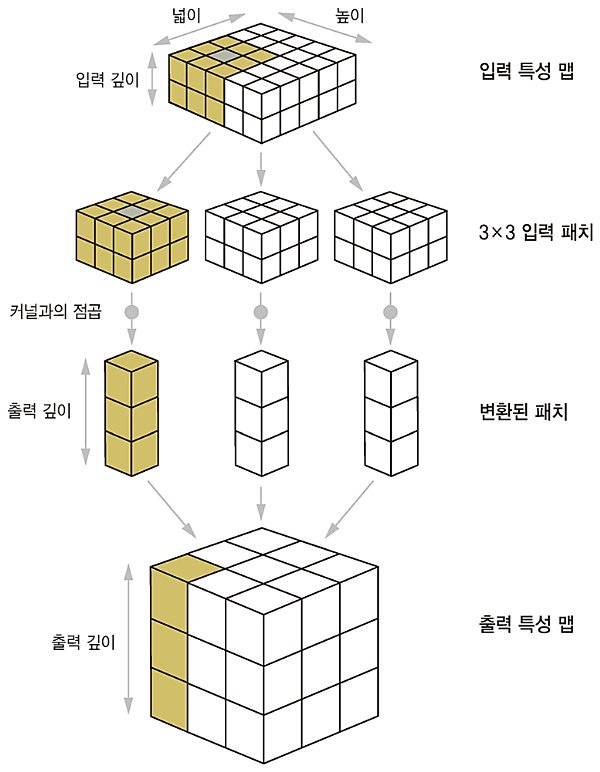 넓이
높이
입력 깊이
입력 특성 맵
3×3 입력 패치
커널과의 점곱
출력 깊이
변환된 패치
출력 깊이
출력 특성 맵